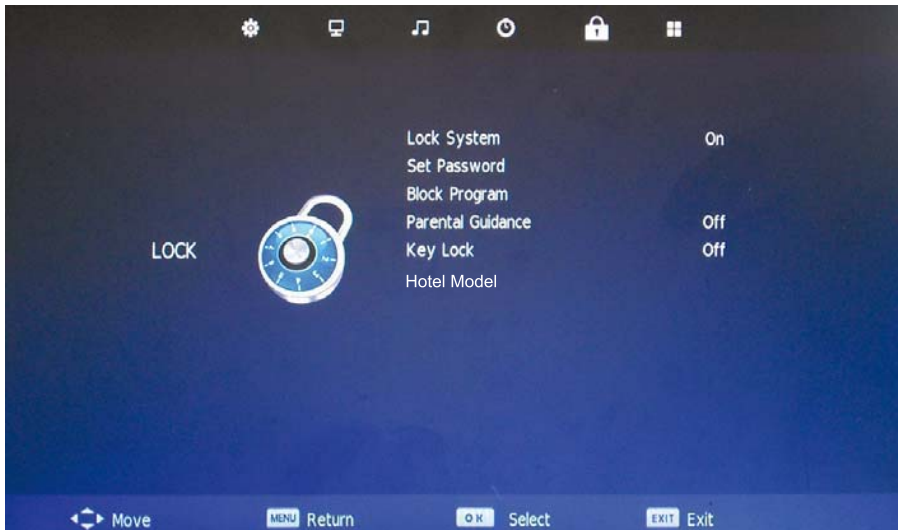 Lock System On
Set Password
Block Program
Parental Guidance Off
LOCK
Key Lock Off
Hotel Model
Move MENU Return OK Select EXIT Exit